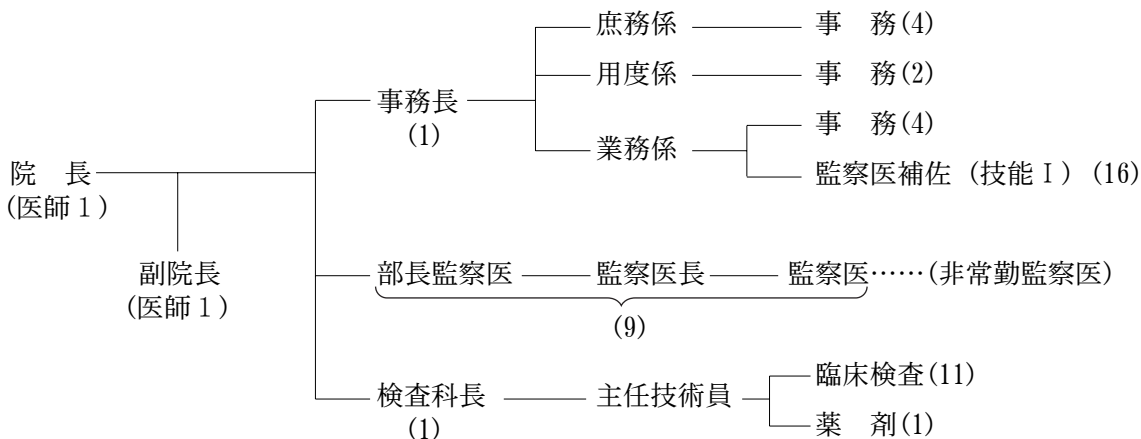 庶務係 事　務(4)
用度係 事　務(2)
事務長
(1)
事　務(4)
業務係
監察医補佐（技能Ⅰ）(16)
院　長
(医師１)
副院長
(医師１)
部長監察医 監察医長 監察医……(非常勤監察医)
(9)
臨床検査(11)
検査科長 主任技術員
(1)
薬　剤(1)